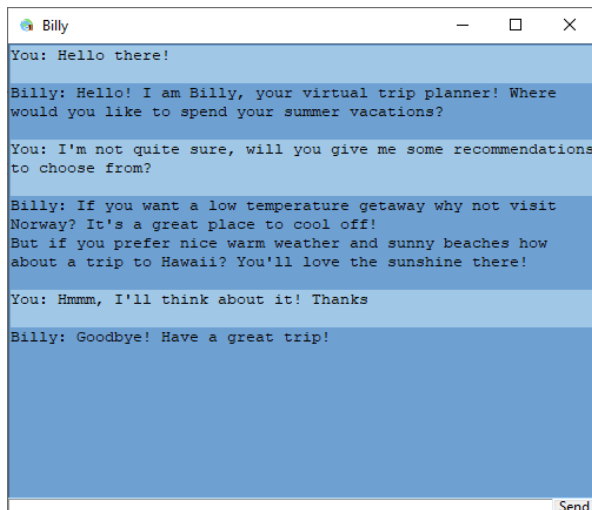 Billy
You: Hello there!
Billy: Hello! I am Billy, your virtual trip planner! Where
would you like to spend your summer vacations?
You: I'm not quite sure, will you give me some recommendations
to choose from?
Billy: If you want a low temperature getaway why not visit
Norway? It's a great place to cool off!
But if you prefer nice warm weather and sunny beaches how
about a trip to Hawaii? You'll love the sunshine there!
You: Hmmm, I'll think about it! Thanks
Billy: Goodbye! Have a great trip!
Send